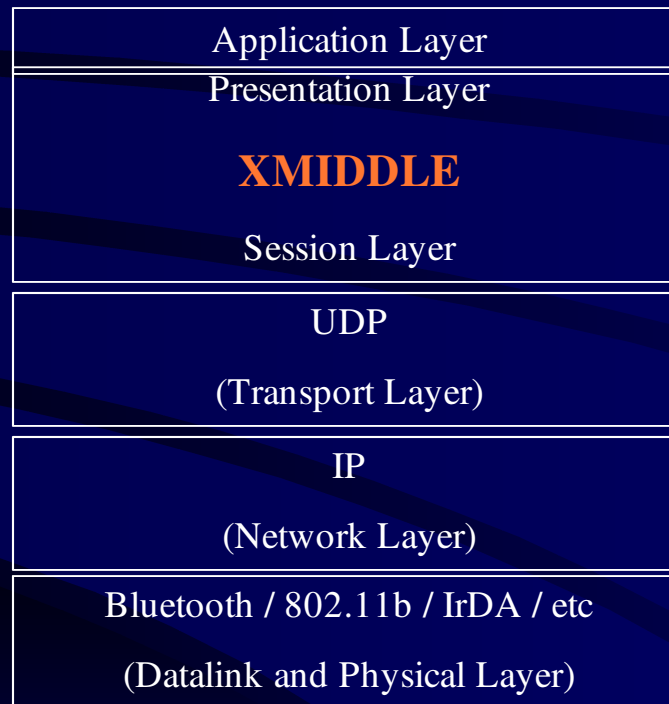 Application Layer
Presentation Layer
XMIDDLE
Session Layer
UDP
(Transport Layer)
IP
(Network Layer)
Bluetooth / 802.11b / IrDA / etc
(Datalink and Physical Layer)